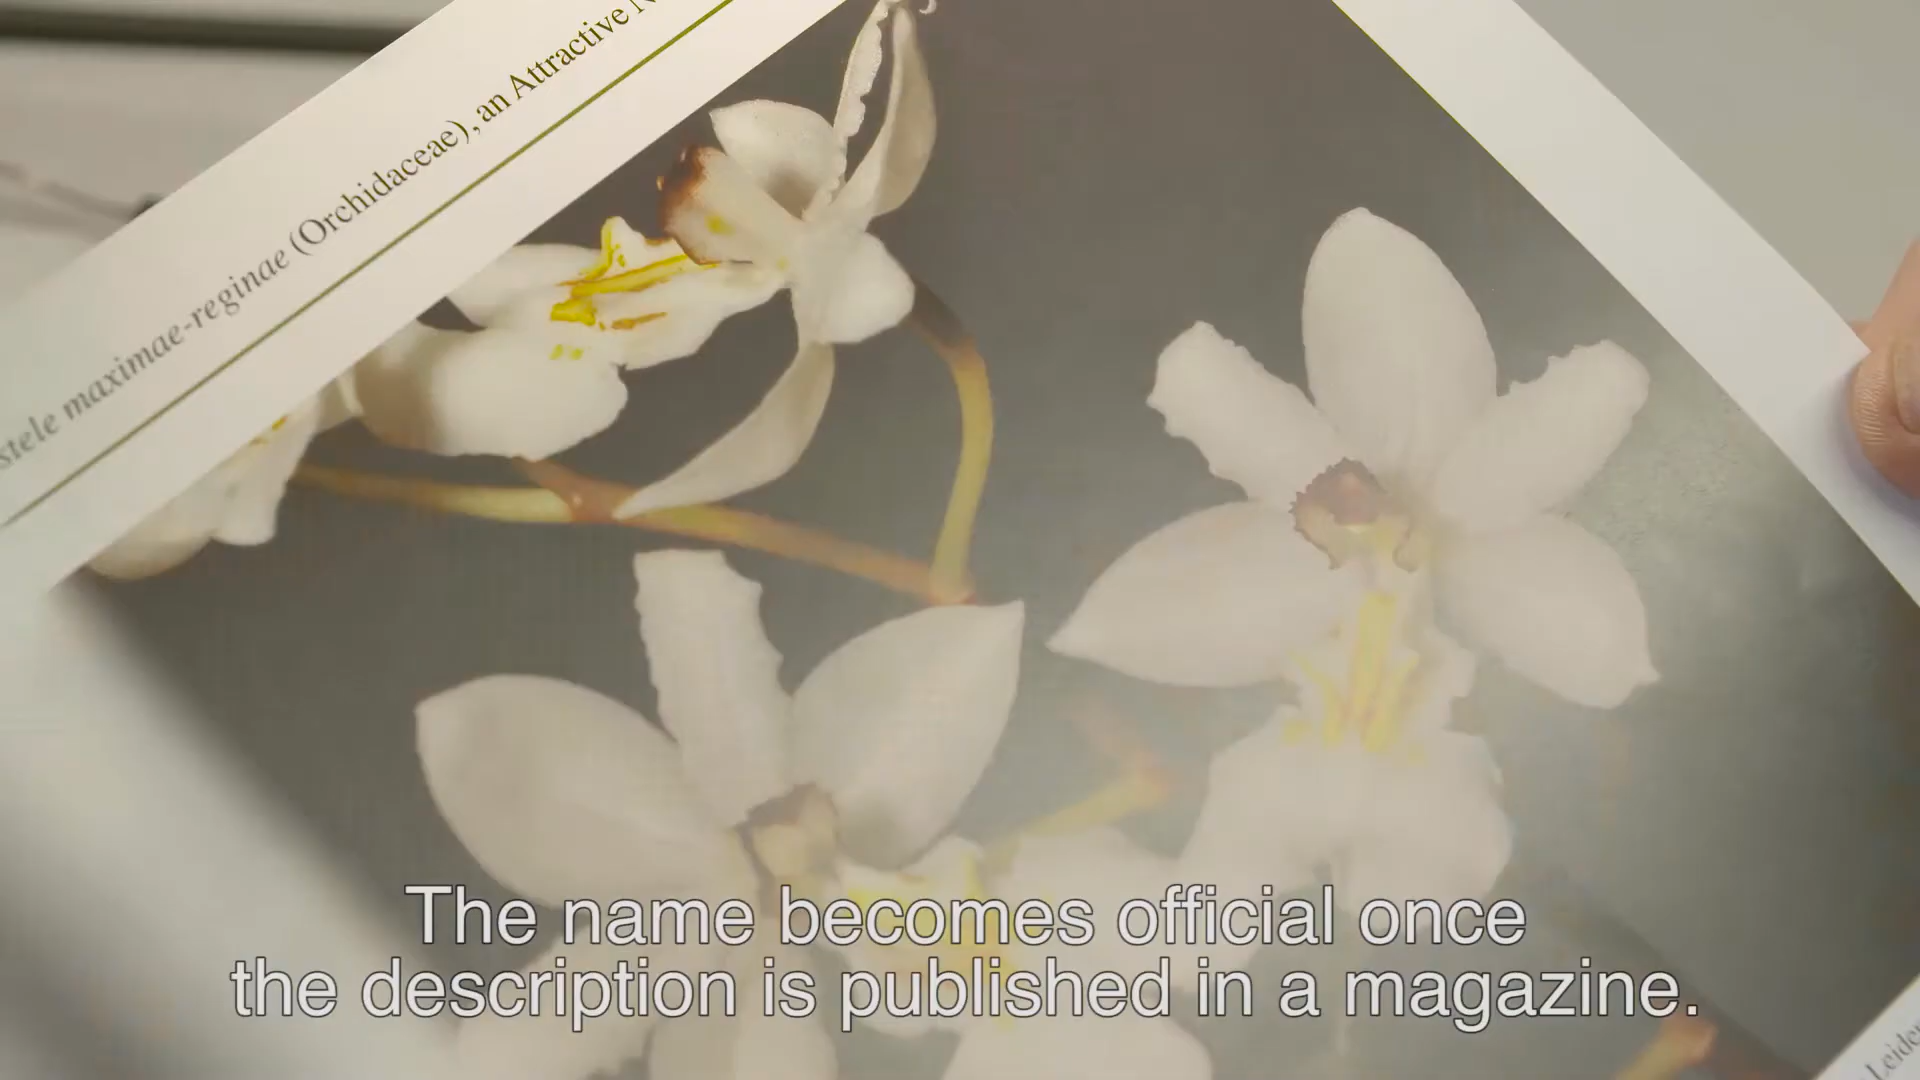 stele maximae-reginae (Orchidaceae), an Attractive
The name becomes official once
the description is published in a magazine.